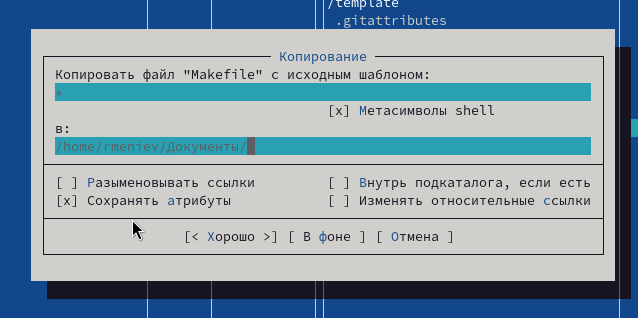 /template
.gitattributes
Копирование
Копировать файл "Makefile" с исходным шаблоном:
*
[x] Метасимволы shell
в:
/home/rmeniev/Документы/
[ ] Разыменовывать ссылки [ ] Внутрь подкаталога, если есть
[x] Сохранять атрибуты [ ] Изменять относительные ссылки
[< Хорошо >] [ В фоне ] [ Отмена ]